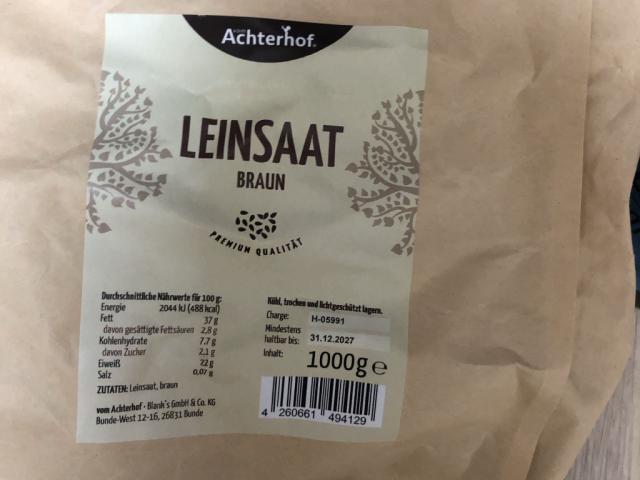 Achterhof
LEINSAAT
BRAUN
PREMIUM QUALITÄT
Durchschnittliche Nährwerte für 100 g:
Energie 2044 kJ (488 kcal)
Fett 37 g
davon gesättigte Fettsäuren 2,8 g
Kohlenhydrate 7,7 g
davon Zucker 2,1 g
Eiweiß 22 g
Salz 0,07 g
ZUTATEN: Leinsaat, braun
vom Achterhof · Blank's GmbH & Co. KG
Bunde-West 12-16, 26831 Bunde
Kühl, trocken und lichtgeschützt lagern.
Charge: H-05991
Mindestens
haltbar bis: 31.12.2027
Inhalt: 1000g e
4 260661 494129